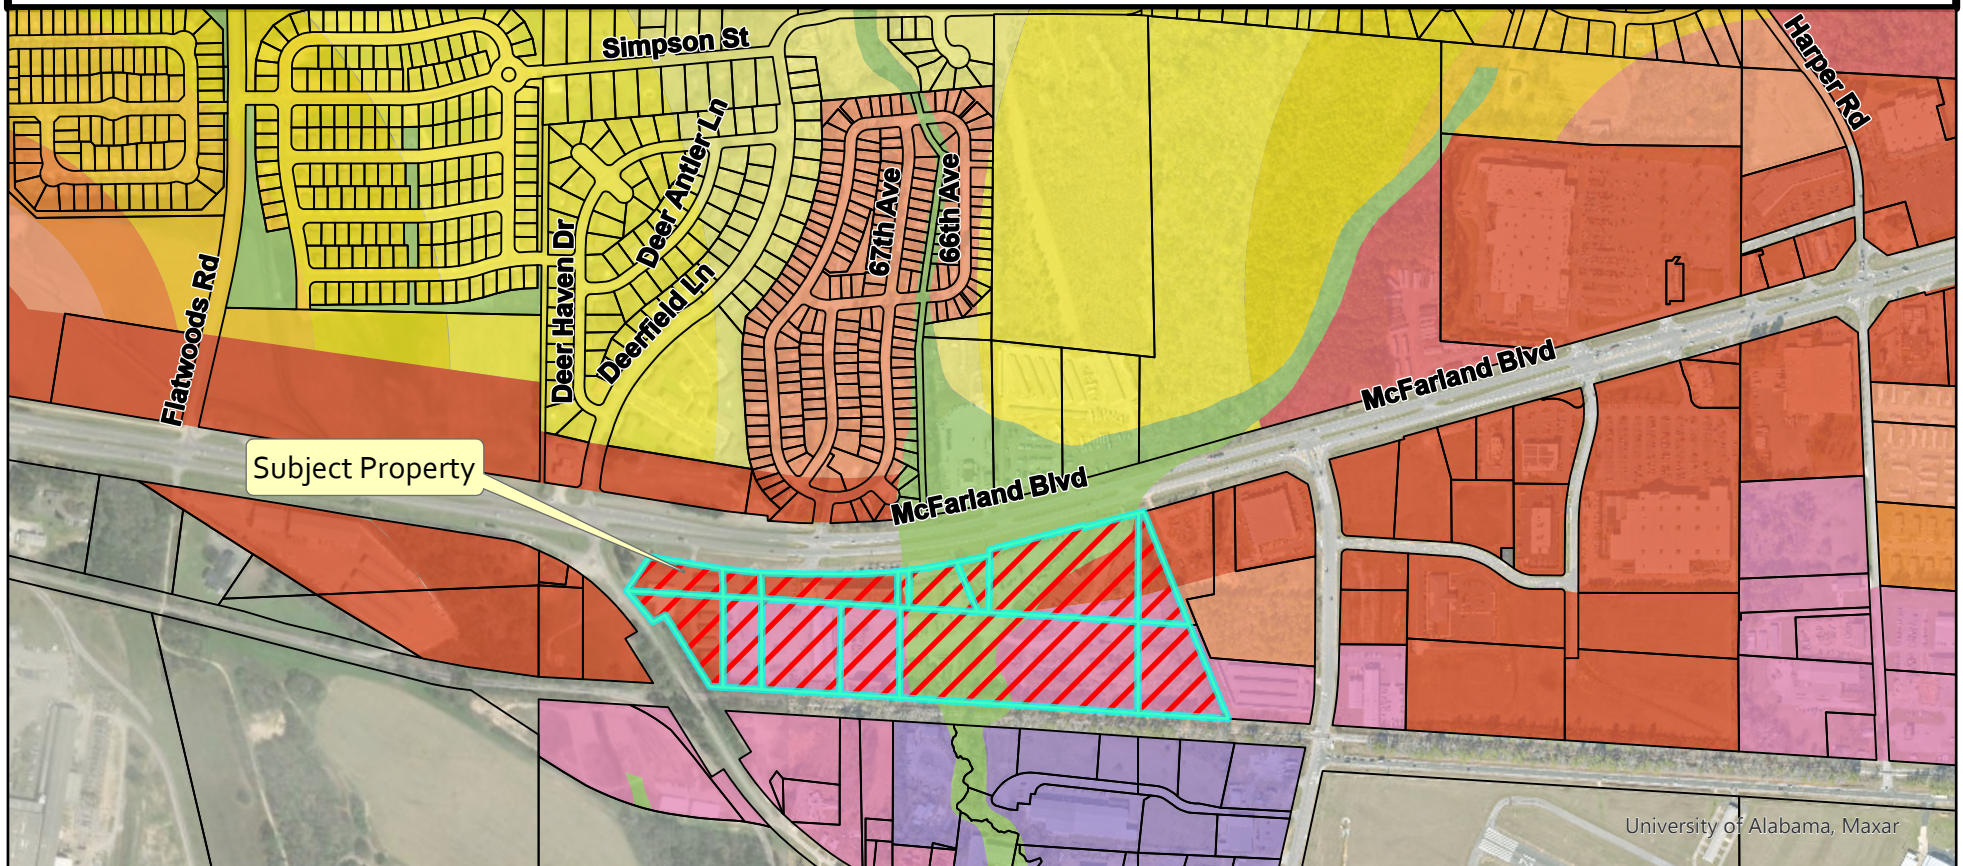 Simpson St
Harper Rd
Deer Antler Ln
67th Ave
66th Ave
Deer Haven Dr
Deerfield Ln
Flatwoods Rd
McFarland Blvd
Subject Property
McFarland Blvd
University of Alabama, Maxar